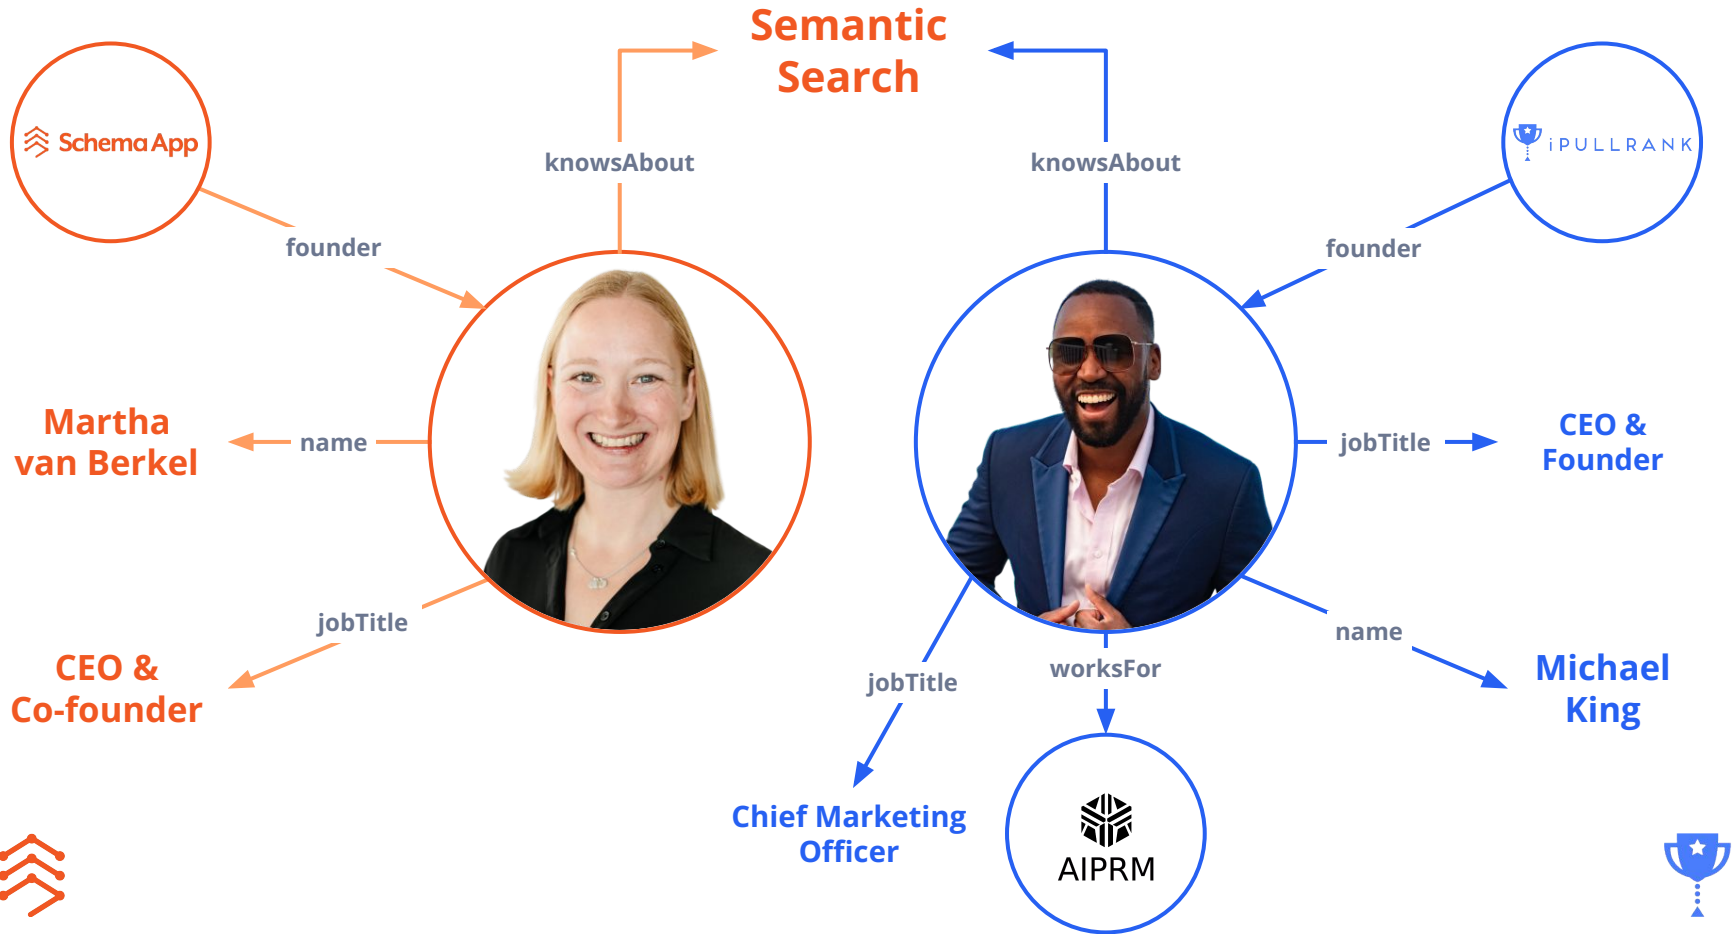 Semantic
Search
Schema App
iPULLRANK
knowsAbout
knowsAbout
founder
founder
Martha
van Berkel
name
jobTitle
CEO &
Founder
jobTitle
CEO &
Co-founder
name
Michael
King
jobTitle
worksFor
Chief Marketing
Officer
AIPRM